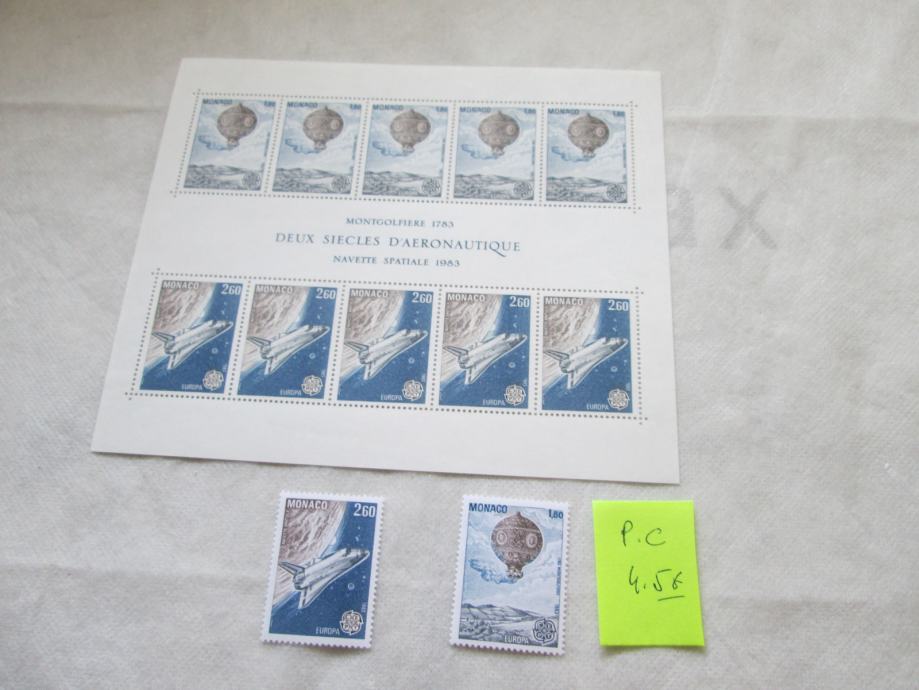 MONACO 1,80 MONACO 1,80 MONACO 1,80 MONACO 1,80 MONACO 1,80
MONTGOLFIERE 1783
DEUX SIECLES D'AERONAUTIQUE
NAVETTE SPATIALE 1983
MONACO 2,60 MONACO 2,60 MONACO 2,60 MONACO 2,60 MONACO 2,60
EUROPA EUROPA EUROPA EUROPA EUROPA
MONACO 2,60
EUROPA
MONACO 1,80
EUROPA
P.C
4.5€